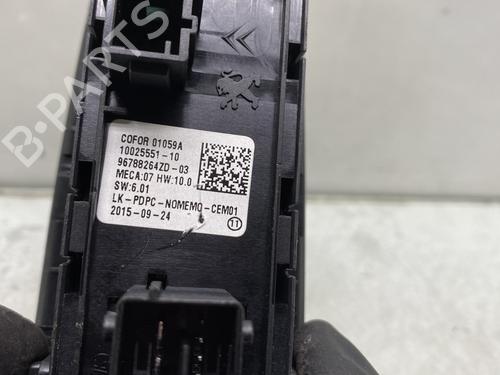 COFOR 01059A
10025551-10
96788264ZD-03
MECA:07 HW:10.0
SW:6.01
LK-PDPC-NOMEMO-CEM01
2015-09-24
11
B-PARTS